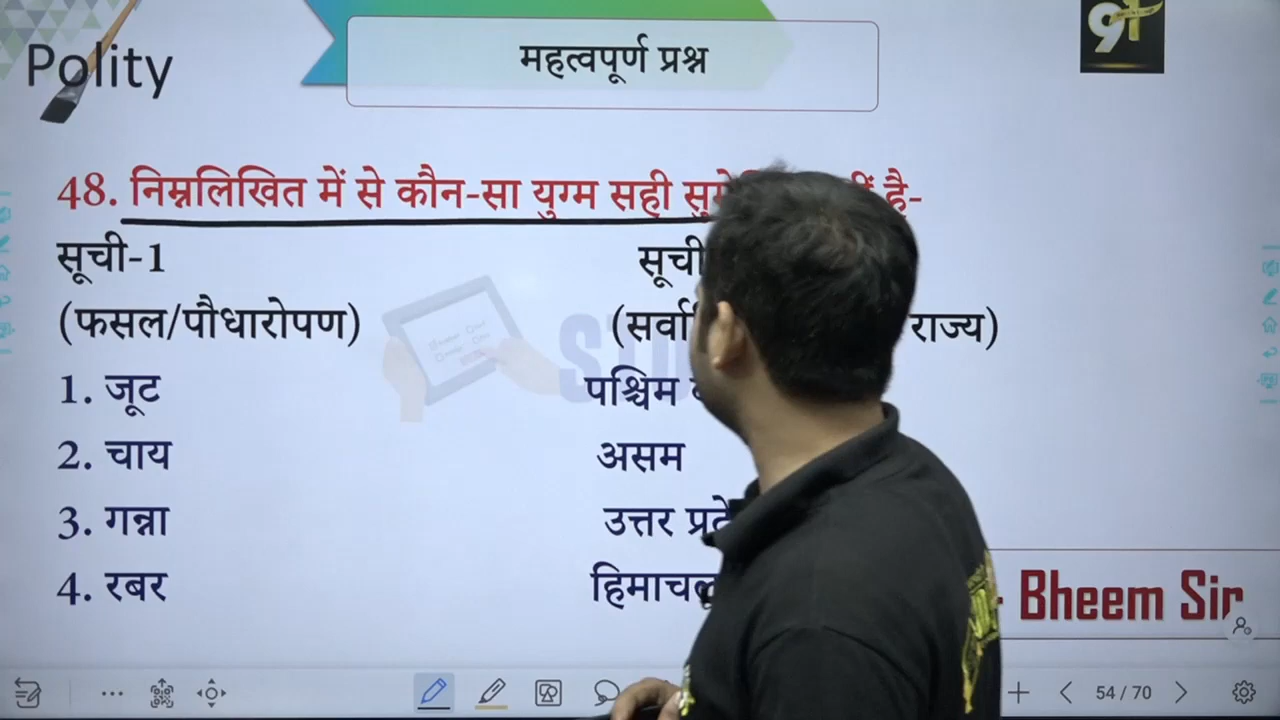 Polity
महत्वपूर्ण प्रश्न
48. निम्नलिखित में से कौन-सा युग्म सही है-
सूची-1
(फसल/पौधारोपण) राज्य)
1. जूट पश्चिम
2. चाय असम
3. गन्ना उत्तर
4. रबर
Bheem Sir
54 / 70